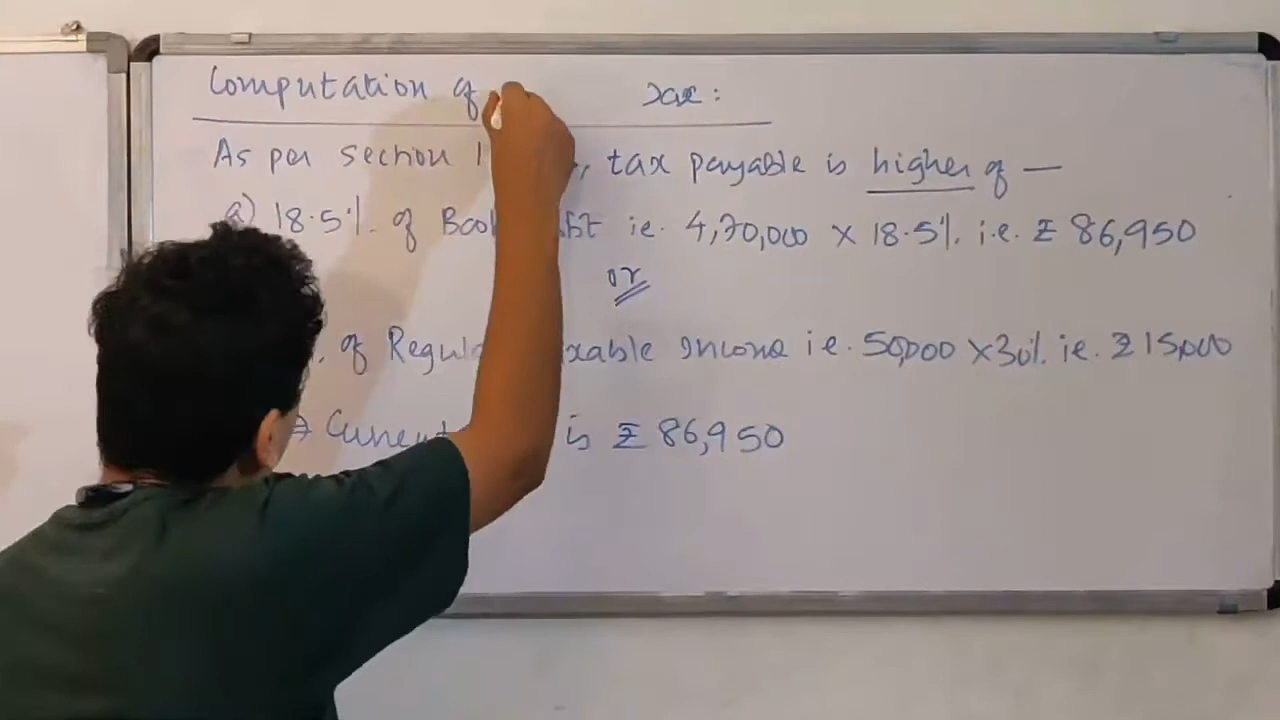 Computation of Tax:
As per section 1 , tax payable is higher of —
a) 18.5% of Book ie. 4,70,000 x 18.5% i.e. ₹ 86,950
or
of Regul xable Income ie. 50,000 x 30% ie. ₹ 15,000
⇒ Current is ₹ 86,950